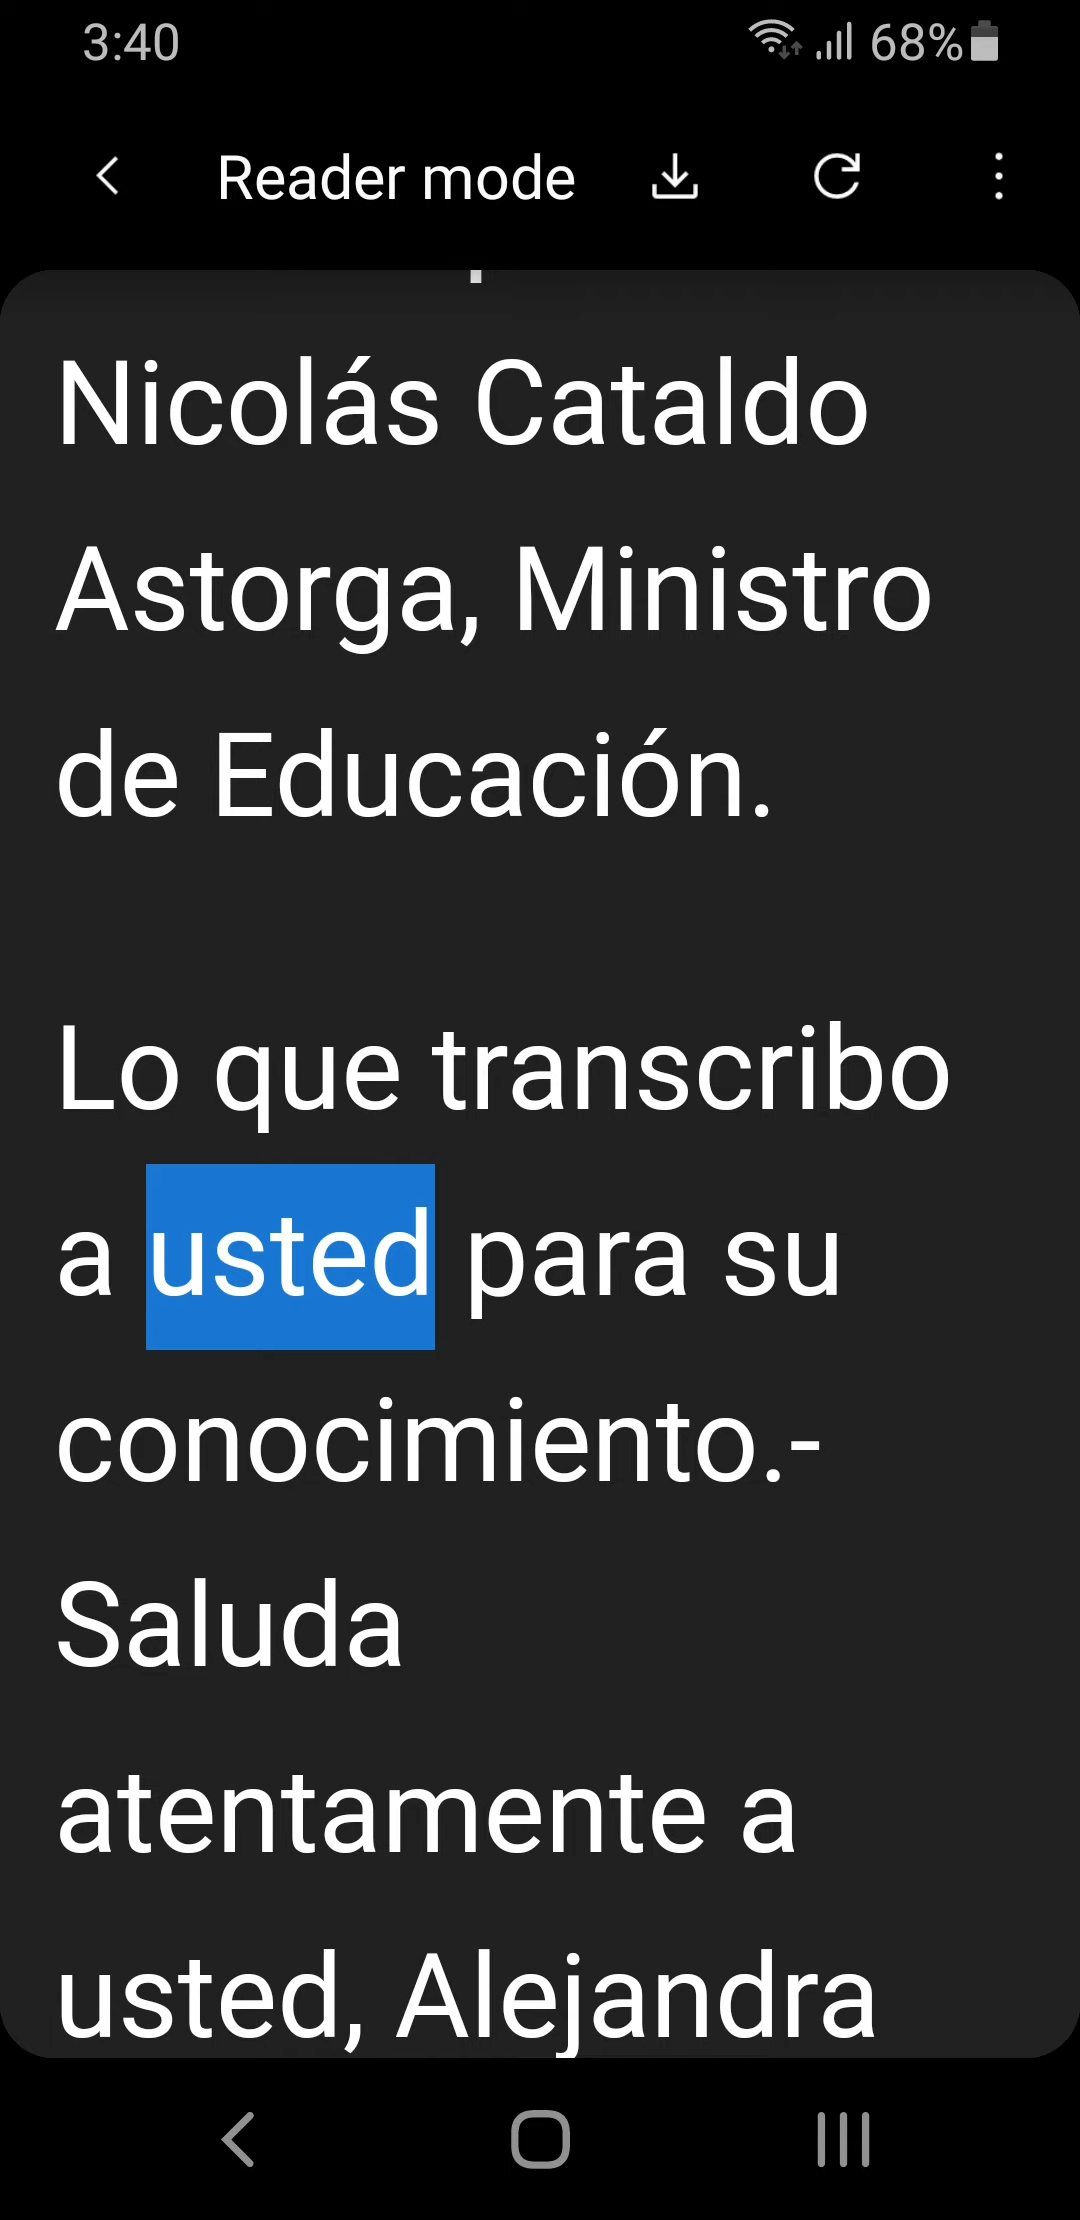 3:40 68%
Reader mode
Nicolás Cataldo
Astorga, Ministro
de Educación.
Lo que transcribo
a usted para su
conocimiento.-
Saluda
atentamente a
usted, Alejandra